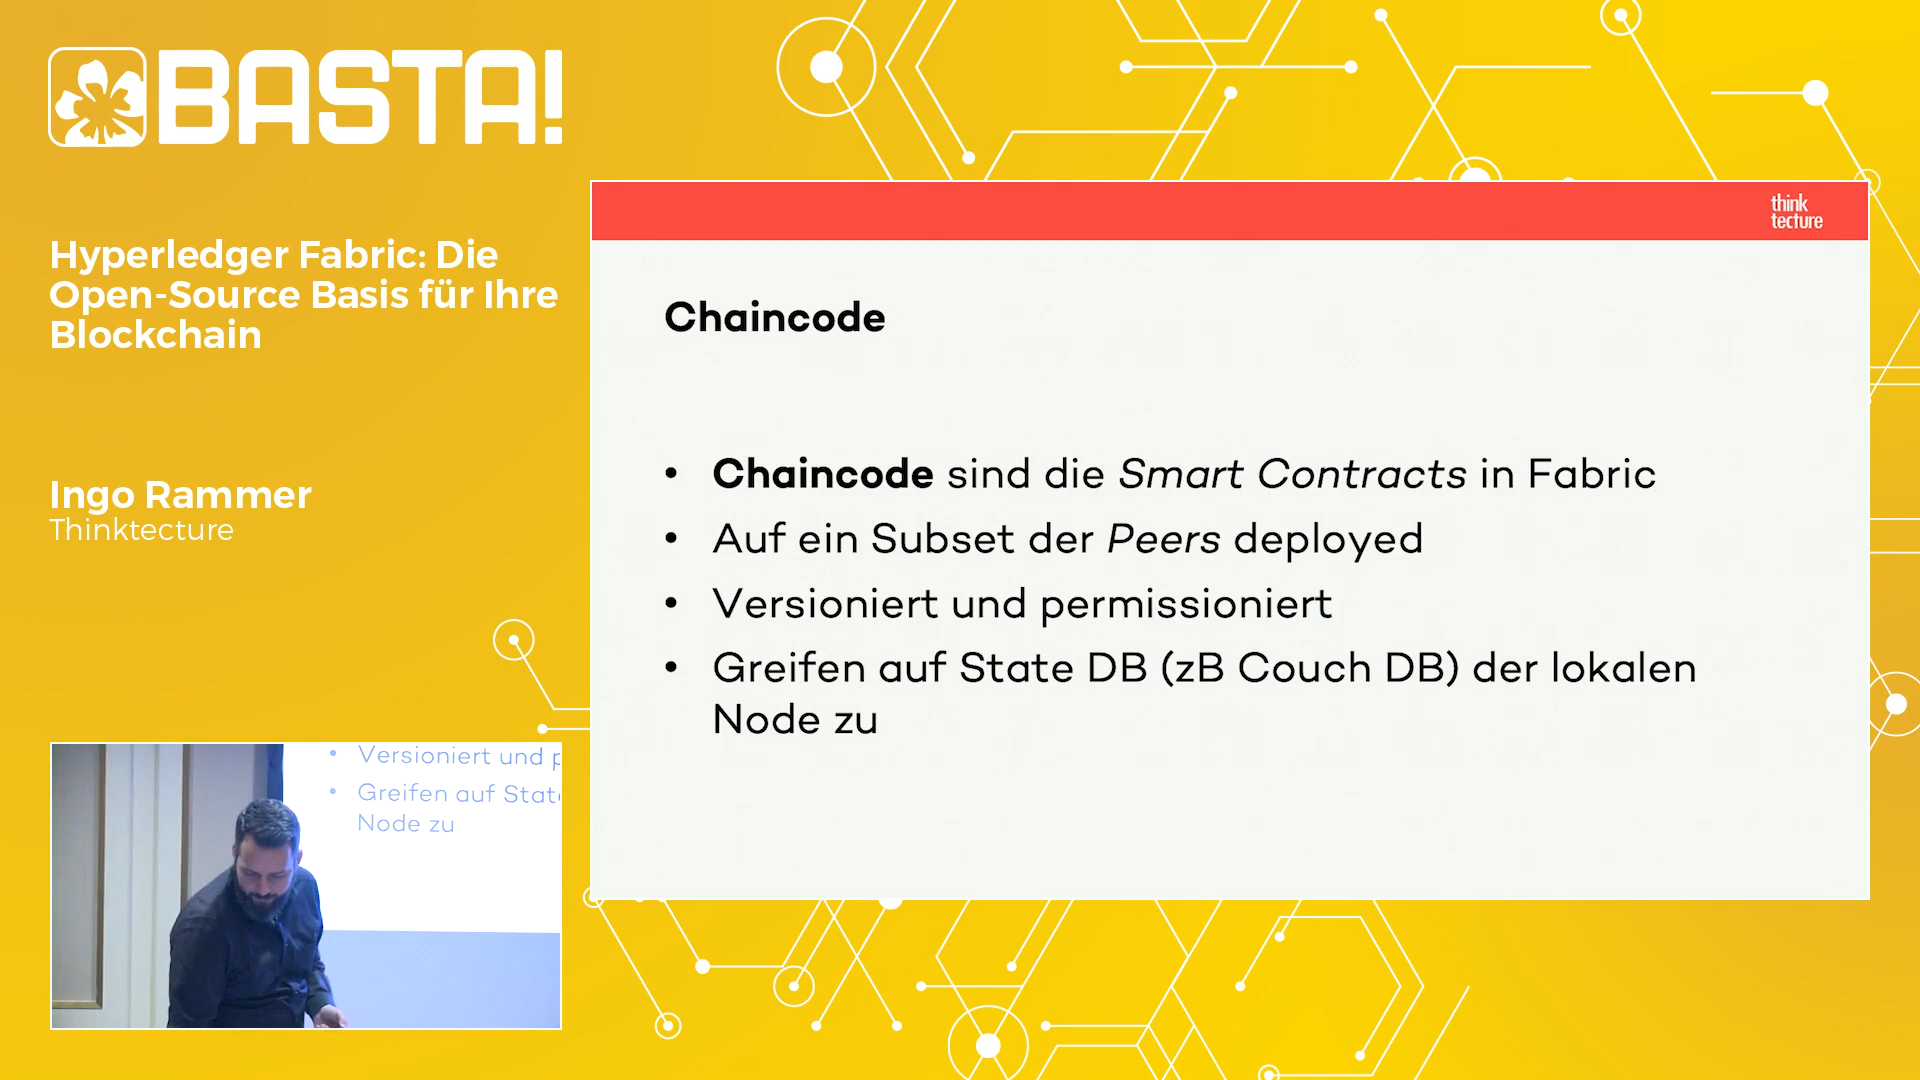 BASTA!
Hyperledger Fabric: Die
Open-Source Basis für Ihre
Blockchain
Ingo Rammer
Thinktecture
think
tecture
Chaincode
• Chaincode sind die Smart Contracts in Fabric
• Auf ein Subset der Peers deployed
• Versioniert und permissioniert
• Greifen auf State DB (zB Couch DB) der lokalen
Node zu
• Versioniert und
• Greifen auf State
Node zu